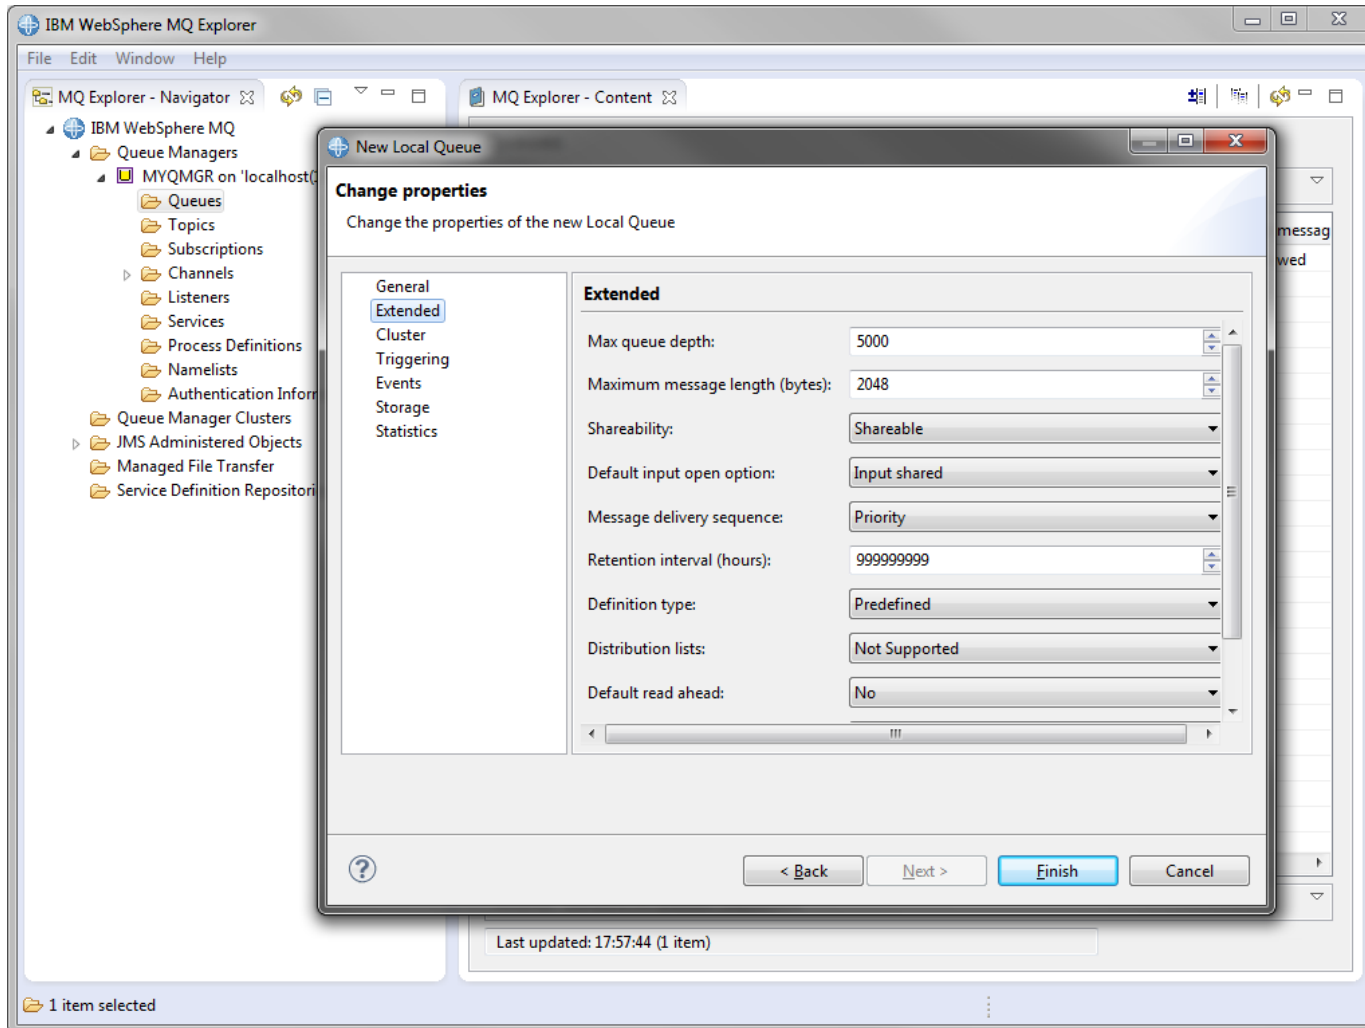 IBM WebSphere MQ Explorer
File Edit Window Help
MQ Explorer - Navigator
IBM WebSphere MQ
Queue Managers
MYQMGR on 'localhost(
Queues
Topics
Subscriptions
Channels
Listeners
Services
Process Definitions
Namelists
Authentication Infor
Queue Manager Clusters
JMS Administered Objects
Managed File Transfer
Service Definition Repositori
MQ Explorer - Content
messag
wed
New Local Queue
Change properties
Change the properties of the new Local Queue
General
Extended
Cluster
Triggering
Events
Storage
Statistics
Extended
Max queue depth: 5000
Maximum message length (bytes): 2048
Shareability: Shareable
Default input open option: Input shared
Message delivery sequence: Priority
Retention interval (hours): 999999999
Definition type: Predefined
Distribution lists: Not Supported
Default read ahead: No
< Back Next > Finish Cancel
Last updated: 17:57:44 (1 item)
1 item selected